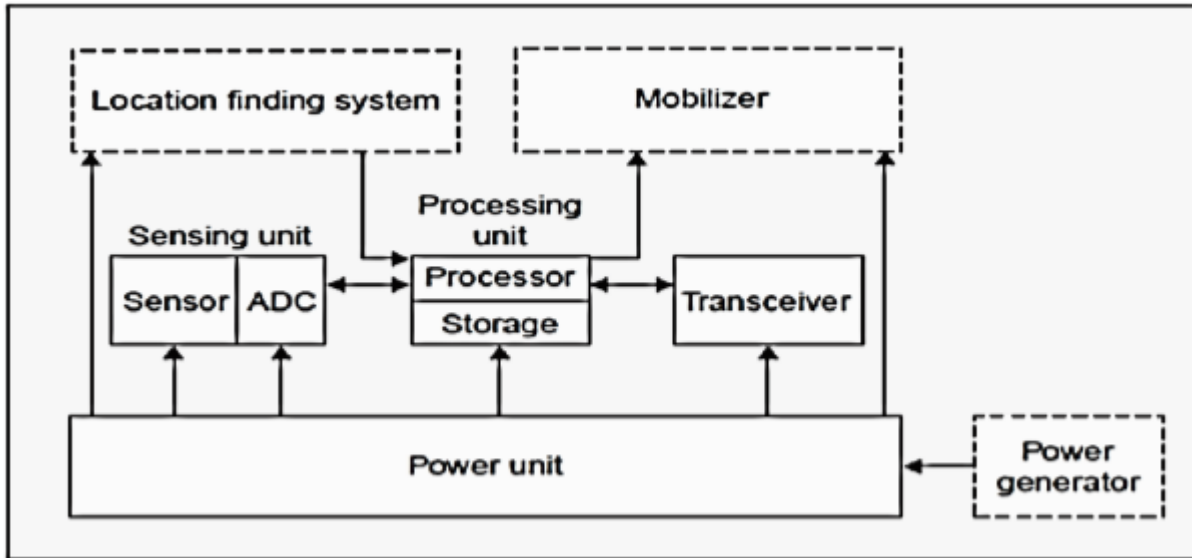 Location finding system
Mobilizer
Processing
unit
Sensing unit
Sensor
ADC
Processor
Storage
Transceiver
Power unit
Power
generator